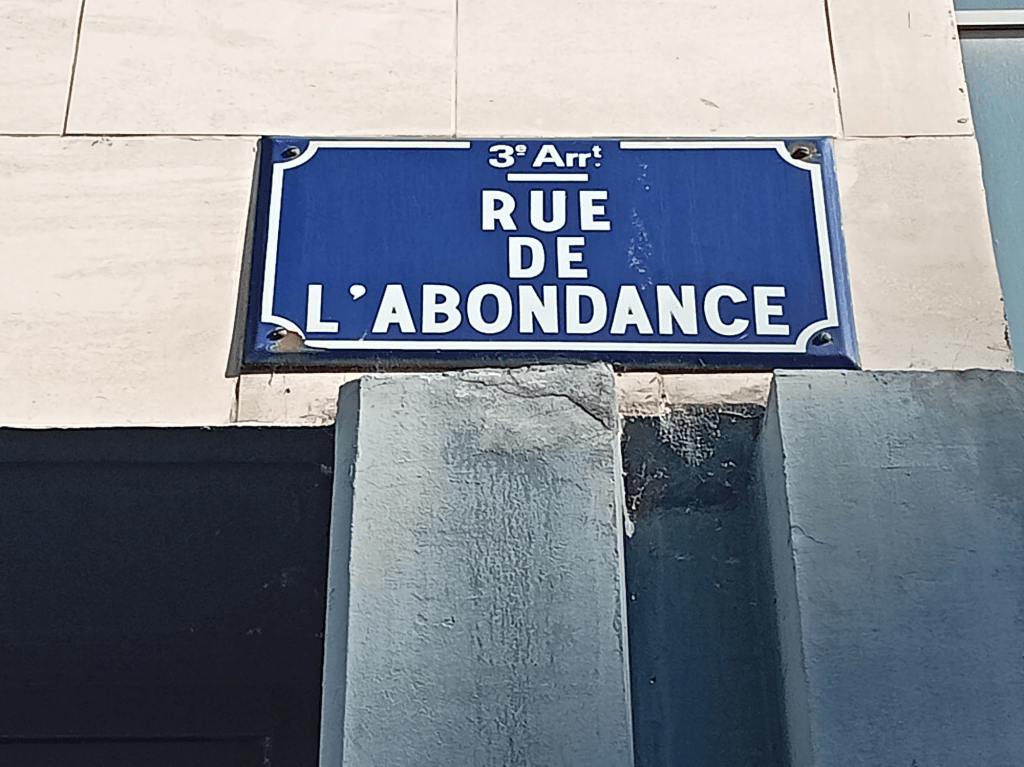 3e Arrt.
RUE
DE
L'ABONDANCE